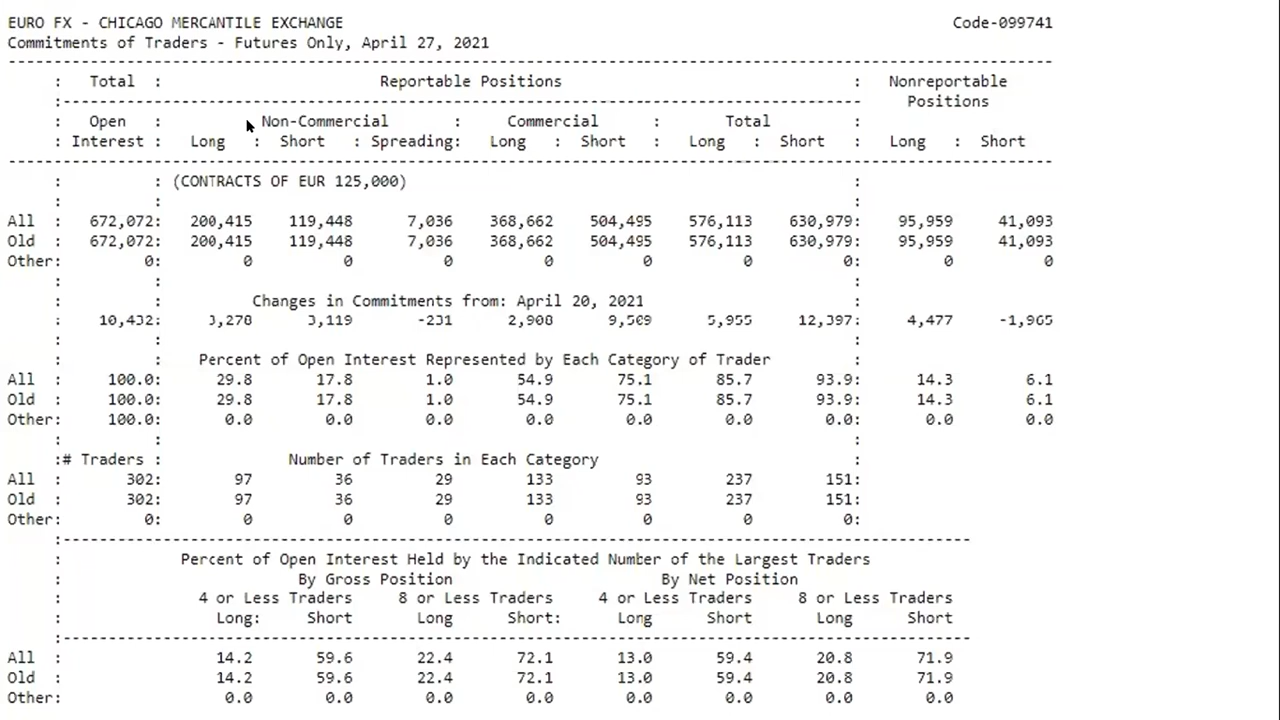 EURO FX - CHICAGO MERCANTILE EXCHANGE Code-099741
Commitments of Traders - Futures Only, April 27, 2021
---------------------------------------------------------------------------------------------------------------------
: Total : Reportable Positions : Nonreportable
:----------------------------------------------------------------------------------------- Positions
: Open : Non-Commercial : Commercial : Total :
: Interest : Long : Short : Spreading: Long : Short : Long : Short : Long : Short
---------------------------------------------------------------------------------------------------------------------
: : (CONTRACTS OF EUR 125,000) :
: : :
All : 672,072: 200,415 119,448 7,036 368,662 504,495 576,113 630,979: 95,959 41,093
Old : 672,072: 200,415 119,448 7,036 368,662 504,495 576,113 630,979: 95,959 41,093
Other: 0: 0 0 0 0 0 0 0: 0 0
: : :
: : Changes in Commitments from: April 20, 2021 :
: 10,432: 3,278 3,119 -231 2,908 9,509 5,955 12,397: 4,477 -1,965
: : :
: : Percent of Open Interest Represented by Each Category of Trader :
All : 100.0: 29.8 17.8 1.0 54.9 75.1 85.7 93.9: 14.3 6.1
Old : 100.0: 29.8 17.8 1.0 54.9 75.1 85.7 93.9: 14.3 6.1
Other: 100.0: 0.0 0.0 0.0 0.0 0.0 0.0 0.0: 0.0 0.0
: : :
:# Traders : Number of Traders in Each Category :
All : 302: 97 36 29 133 93 237 151:
Old : 302: 97 36 29 133 93 237 151:
Other: 0: 0 0 0 0 0 0 0:
:-----------------------------------------------------------------------------------------------------
: Percent of Open Interest Held by the Indicated Number of the Largest Traders
: By Gross Position By Net Position
: 4 or Less Traders 8 or Less Traders 4 or Less Traders 8 or Less Traders
: Long: Short Long Short: Long Short Long Short
:-----------------------------------------------------------------------------------------------------
All : 14.2 59.6 22.4 72.1 13.0 59.4 20.8 71.9
Old : 14.2 59.6 22.4 72.1 13.0 59.4 20.8 71.9
Other: 0.0 0.0 0.0 0.0 0.0 0.0 0.0 0.0